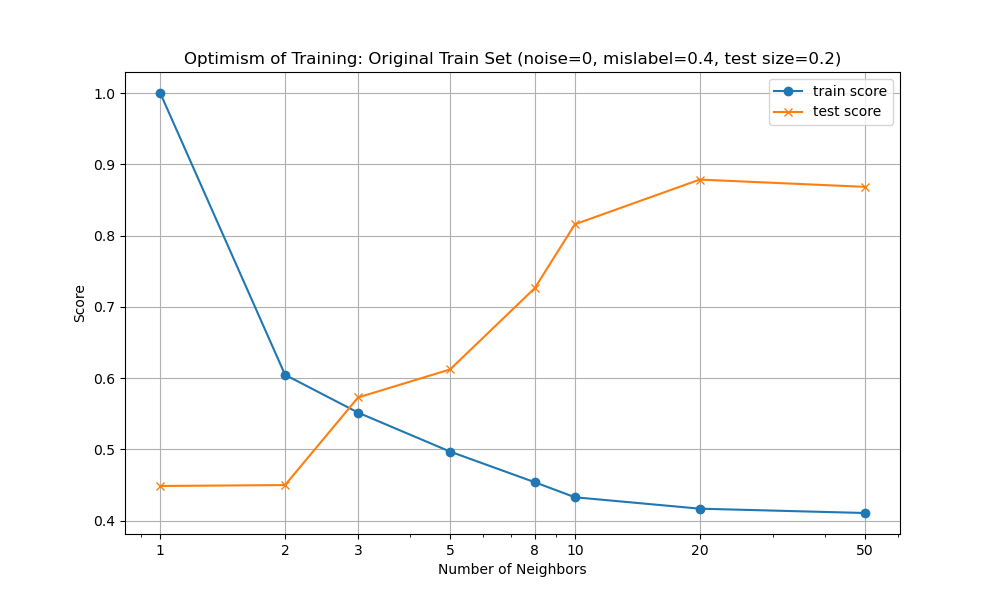 Optimism of Training: Original Train Set (noise=0, mislabel=0.4, test size=0.2)
train score
test score
1.0
0.9
0.8
0.7
0.6
0.5
0.4
Score
1 2 3 5 8 10 20 50
Number of Neighbors